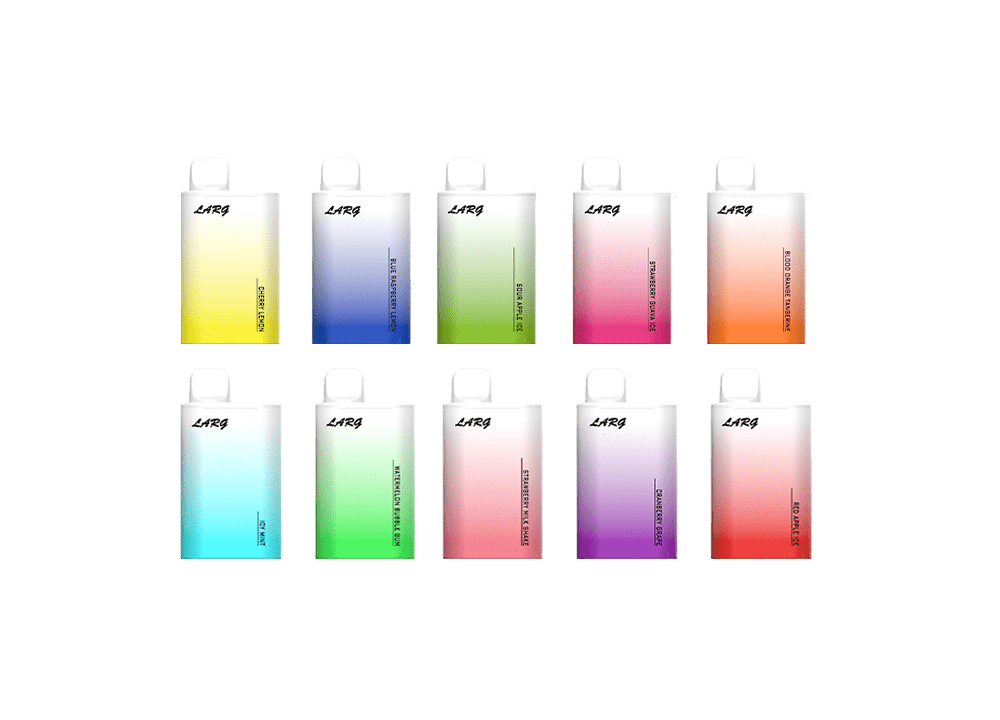 LARG
CHERRY LEMON
LARG
BLUE RASPBERRY LEMON
LARG
SOUR APPLE ICE
LARG
STRAWBERRY GUAVA ICE
LARG
BLOOD ORANGE TANGERINE
LARG
ICY MINT
LARG
WATERMELON BUBBLE GUM
LARG
STRAWBERRY MILK SHAKE
LARG
CRANBERRY GRAPE
LARG
RED APPLE ICE